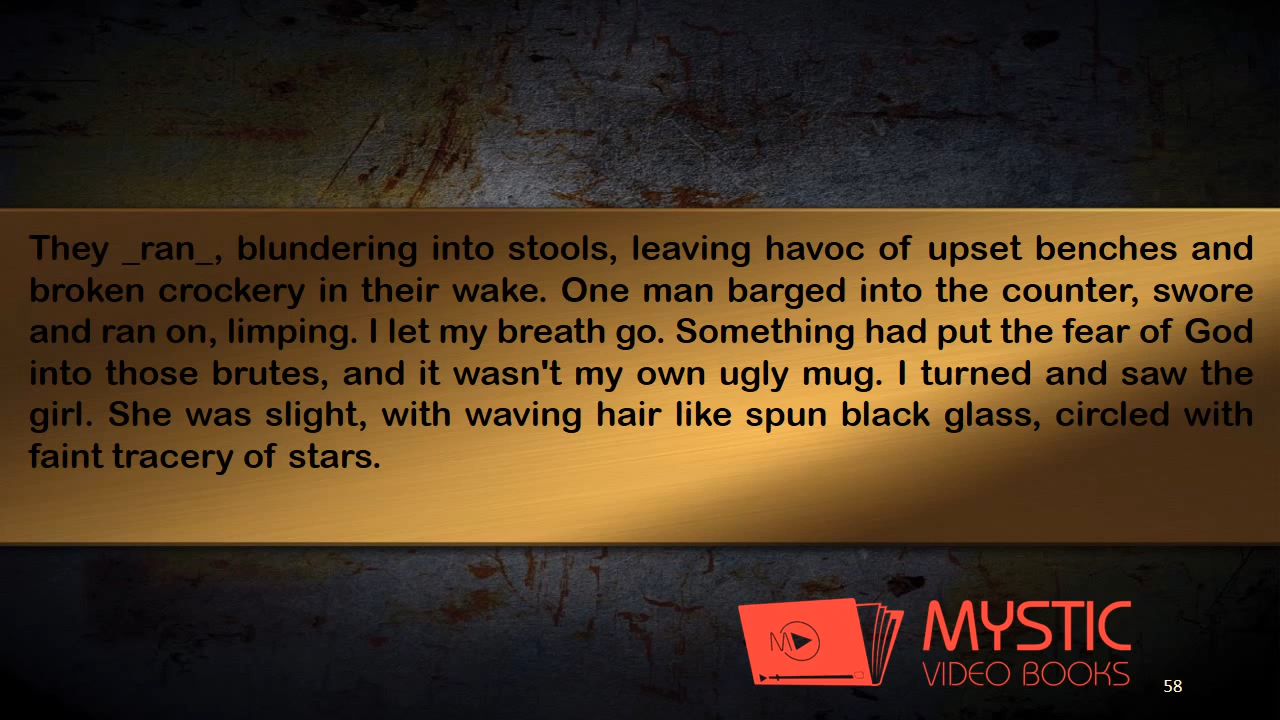 They _ran_, blundering into stools, leaving havoc of upset benches and
broken crockery in their wake. One man barged into the counter, swore
and ran on, limping. I let my breath go. Something had put the fear of God
into those brutes, and it wasn't my own ugly mug. I turned and saw the
girl. She was slight, with waving hair like spun black glass, circled with
faint tracery of stars.
M
MYSTIC
VIDEO BOOKS
58